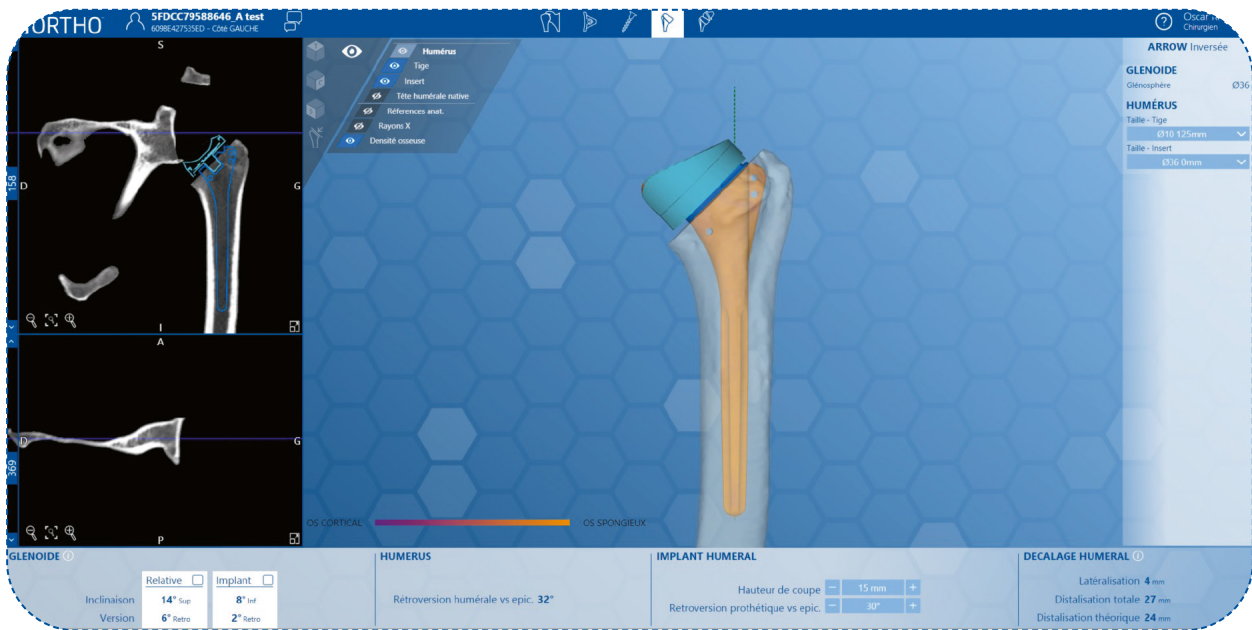 ORTHO
5FDCC79588646_A test
6098E427535ED - Côté GAUCHE
?
Oscar
Chirurgien
S
D
G
I
158
Humérus
Tige
Insert
Tête humérale native
Réferences anat.
Rayons X
Densité osseuse
ARROW Inversée
GLENOIDE
Glénosphère Ø36
HUMÉRUS
Taille - Tige
Ø10 125mm
Taille - Insert
Ø36 0mm
A
D
G
P
369
OS CORTICAL
OS SPONGIEUX
GLENOIDE
Relative Implant
Inclinaison 14° Sup 8° Inf
Version 6° Retro 2° Retro
HUMERUS
Rétroversion humérale vs epic. 32°
IMPLANT HUMERAL
Hauteur de coupe − 15 mm +
Retroversion prothétique vs epic. − 30° +
DECALAGE HUMERAL
Latéralisation 4 mm
Distalisation totale 27 mm
Distalisation théorique 24 mm